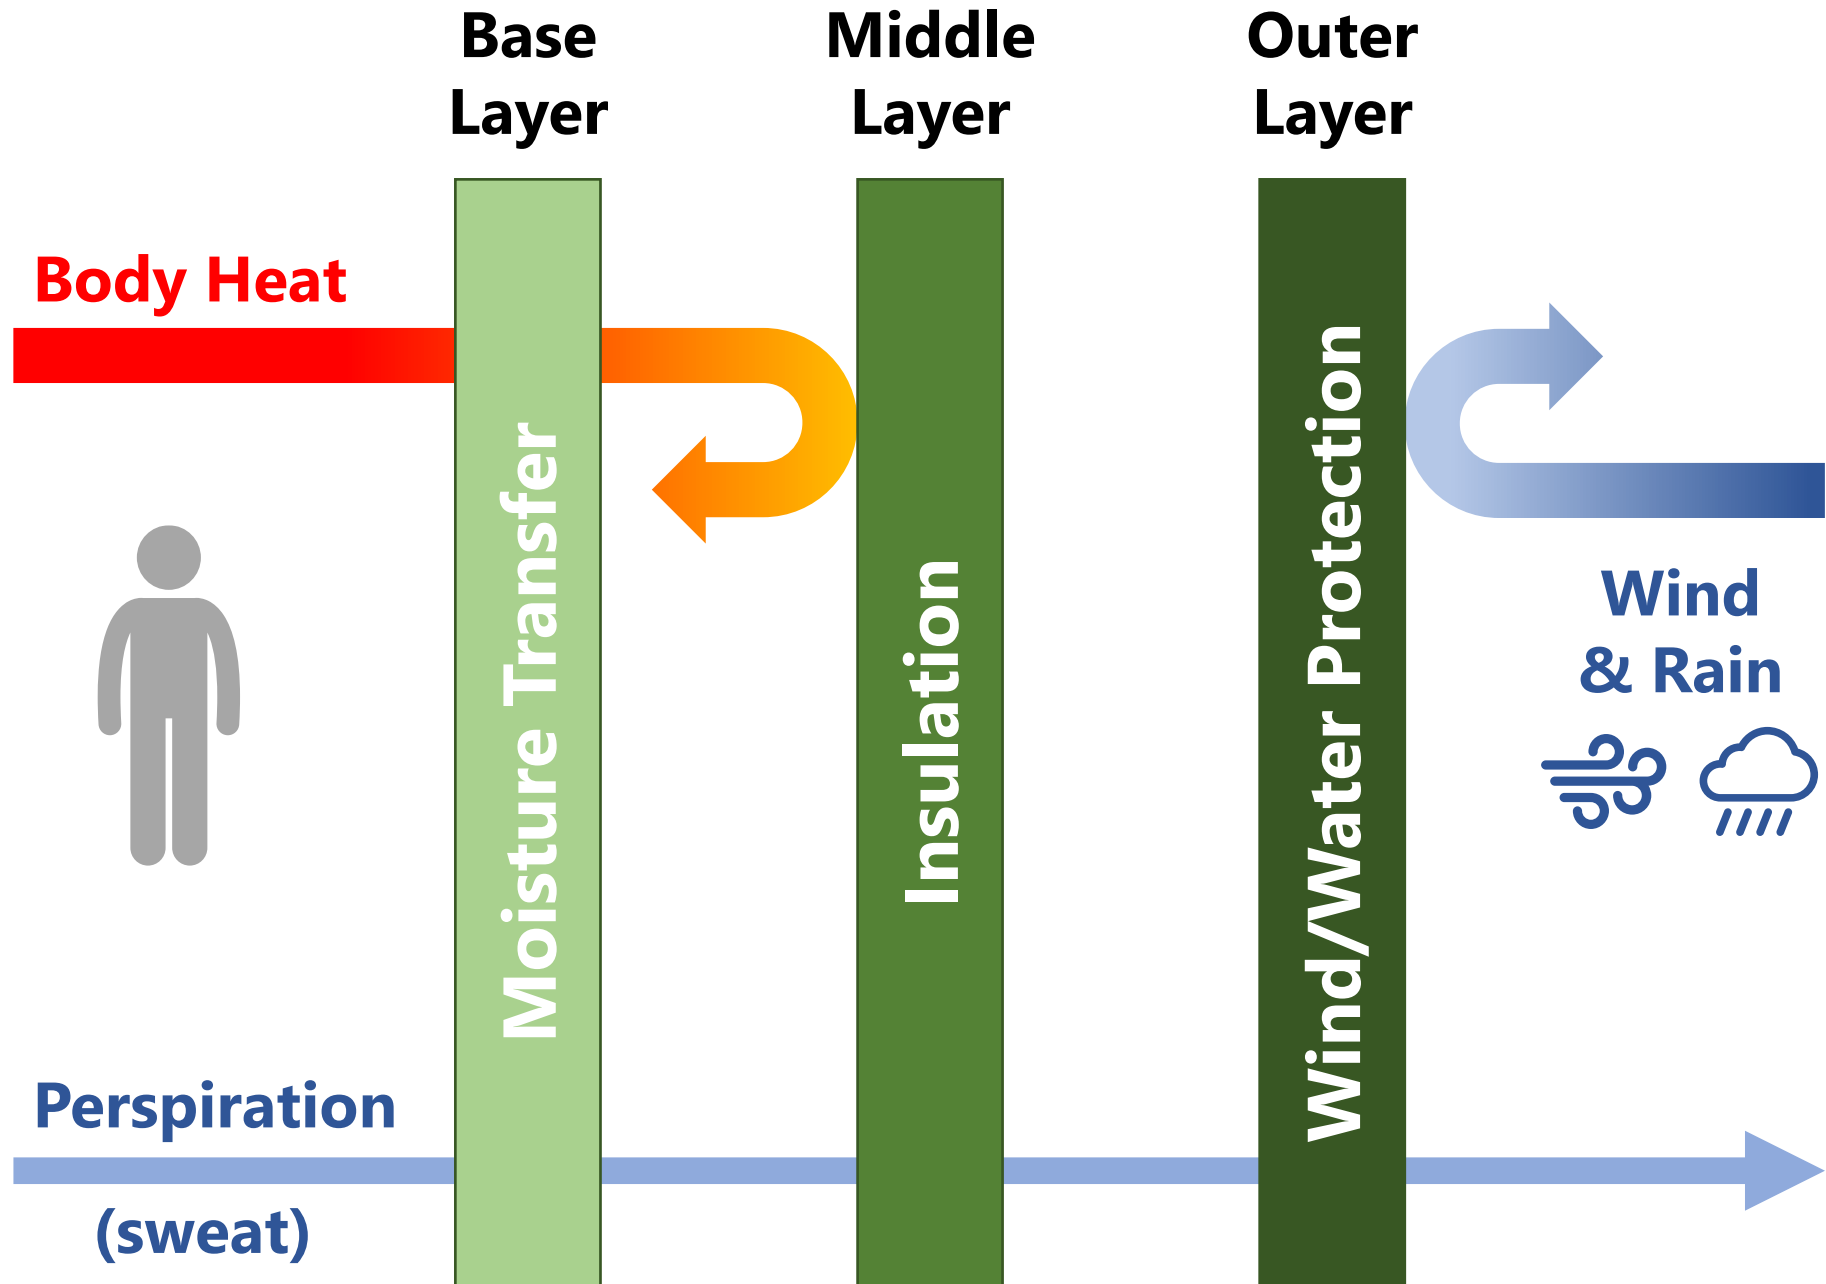 Base
Layer
Middle
Layer
Outer
Layer
Body Heat
Moisture Transfer
Insulation
Wind/Water Protection
Wind
& Rain
Perspiration
(sweat)